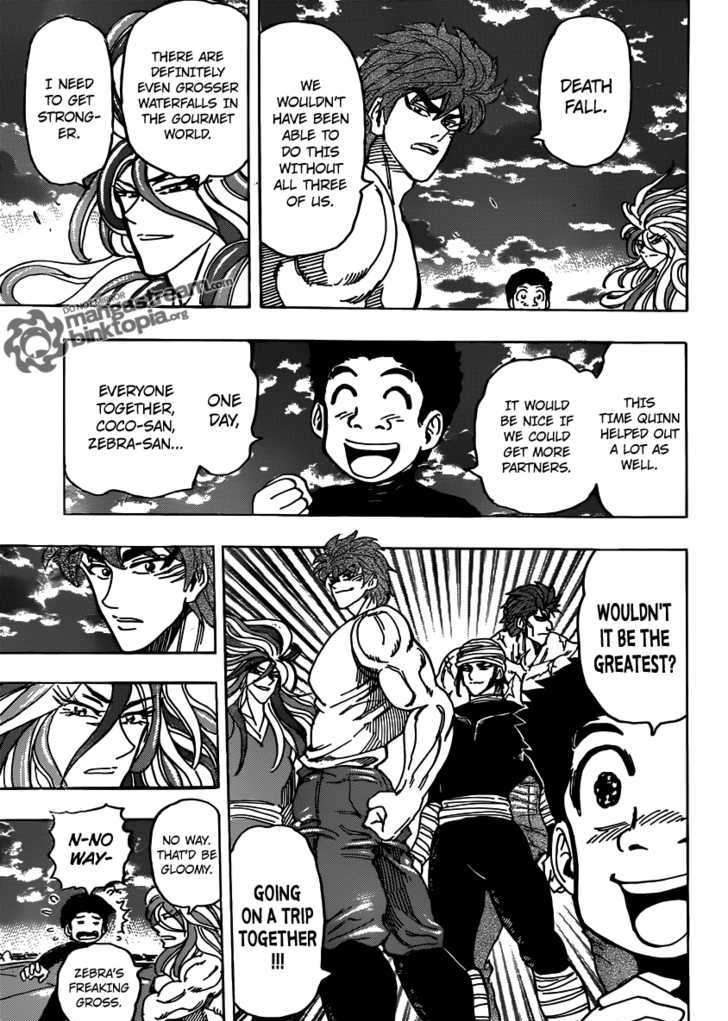 DEATH
FALL.
WE
WOULDN'T
HAVE BEEN
ABLE TO
DO THIS
WITHOUT
ALL THREE
OF US.
THERE ARE
DEFINITELY
EVEN GROSSER
WATERFALLS IN
THE GOURMET
WORLD.
I NEED
TO GET
STRONG-
ER.
DO NOT MIRROR
mangastream.com
binktopia.org
THIS
TIME QUINN
HELPED OUT
A LOT AS
WELL.
IT WOULD
BE NICE IF
WE COULD
GET MORE
PARTNERS.
ONE
DAY,
EVERYONE
TOGETHER,
COCO-SAN,
ZEBRA-SAN...
WOULDN'T
IT BE THE
GREATEST?
GOING
ON A TRIP
TOGETHER
!!!
NO WAY.
THAT'D BE
GLOOMY.
N-NO
WAY-
ZEBRA'S
FREAKING
GROSS.